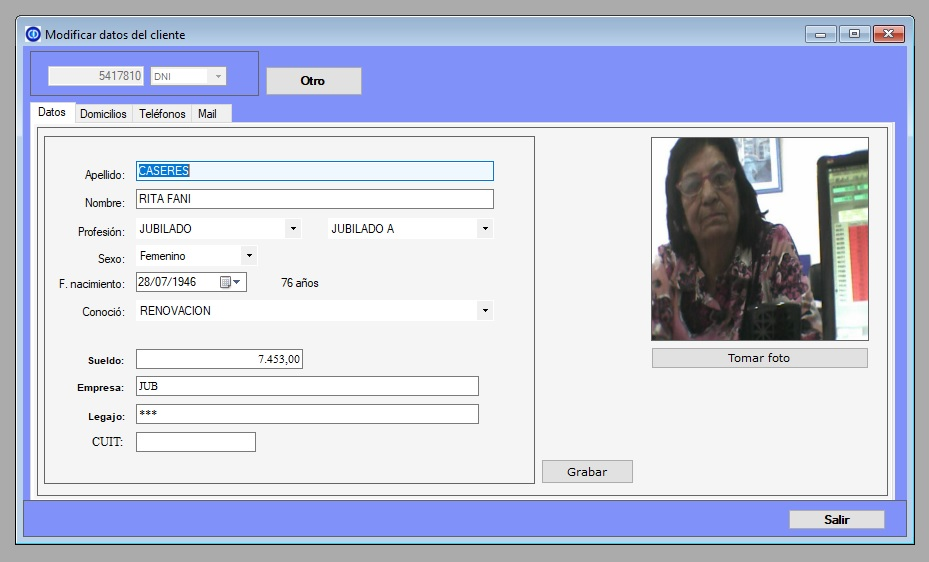 Modificar datos del cliente
5417810 DNI Otro
Datos Domicilios Teléfonos Mail
Apellido: CASERES
Nombre: RITA FANI
Profesión: JUBILADO JUBILADO A
Sexo: Femenino
F. nacimiento: 28/07/1946 76 años
Conoció: RENOVACION
Tomar foto
Sueldo: 7.453,00
Empresa: JUB
Legajo: ***
CUIT:
Grabar
Salir